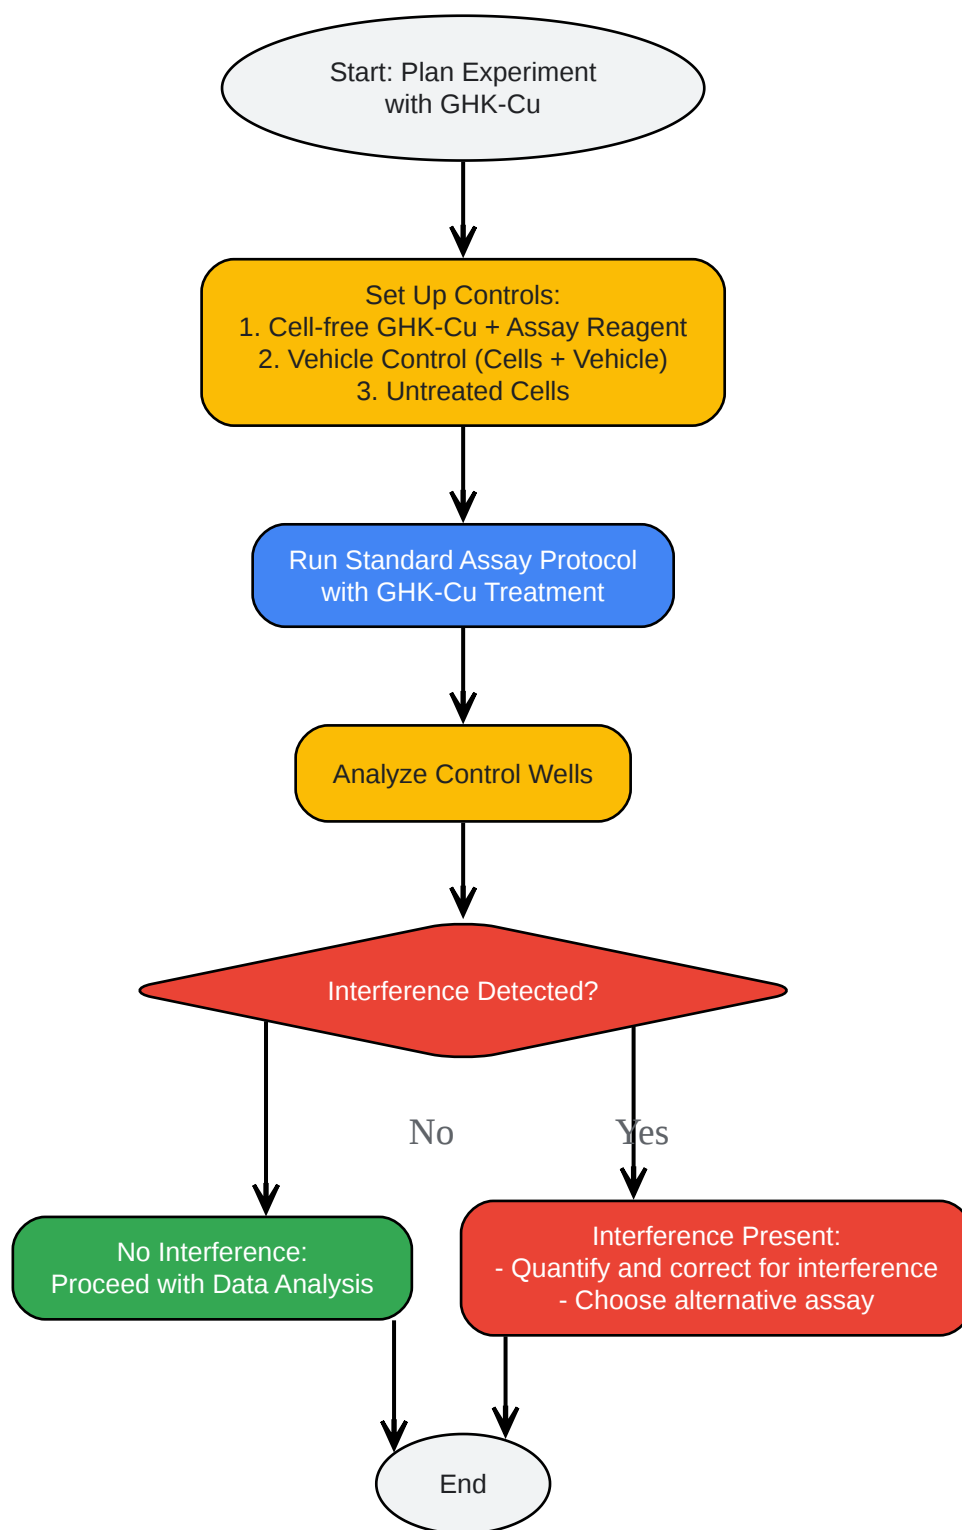 Start: Plan Experiment
with GHK-Cu
Set Up Controls:
1. Cell-free GHK-Cu + Assay Reagent
2. Vehicle Control (Cells + Vehicle)
3. Untreated Cells
Run Standard Assay Protocol
with GHK-Cu Treatment
Analyze Control Wells
Interference Detected?
No
Yes
No Interference:
Proceed with Data Analysis
Interference Present:
- Quantify and correct for interference
- Choose alternative assay
End